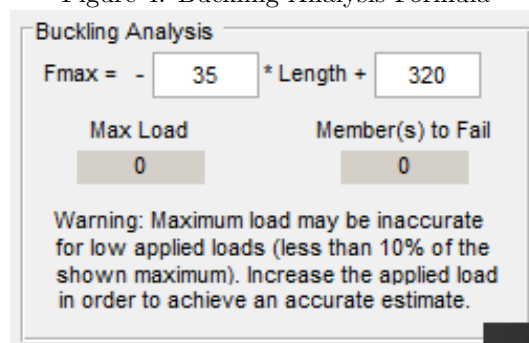 Figure 4: Buckling Analysis Formula
Buckling Analysis
Fmax = - 35 * Length + 320
Max Load Member(s) to Fail
0 0
Warning: Maximum load may be inaccurate
for low applied loads (less than 10% of the
shown maximum). Increase the applied load
in order to achieve an accurate estimate.